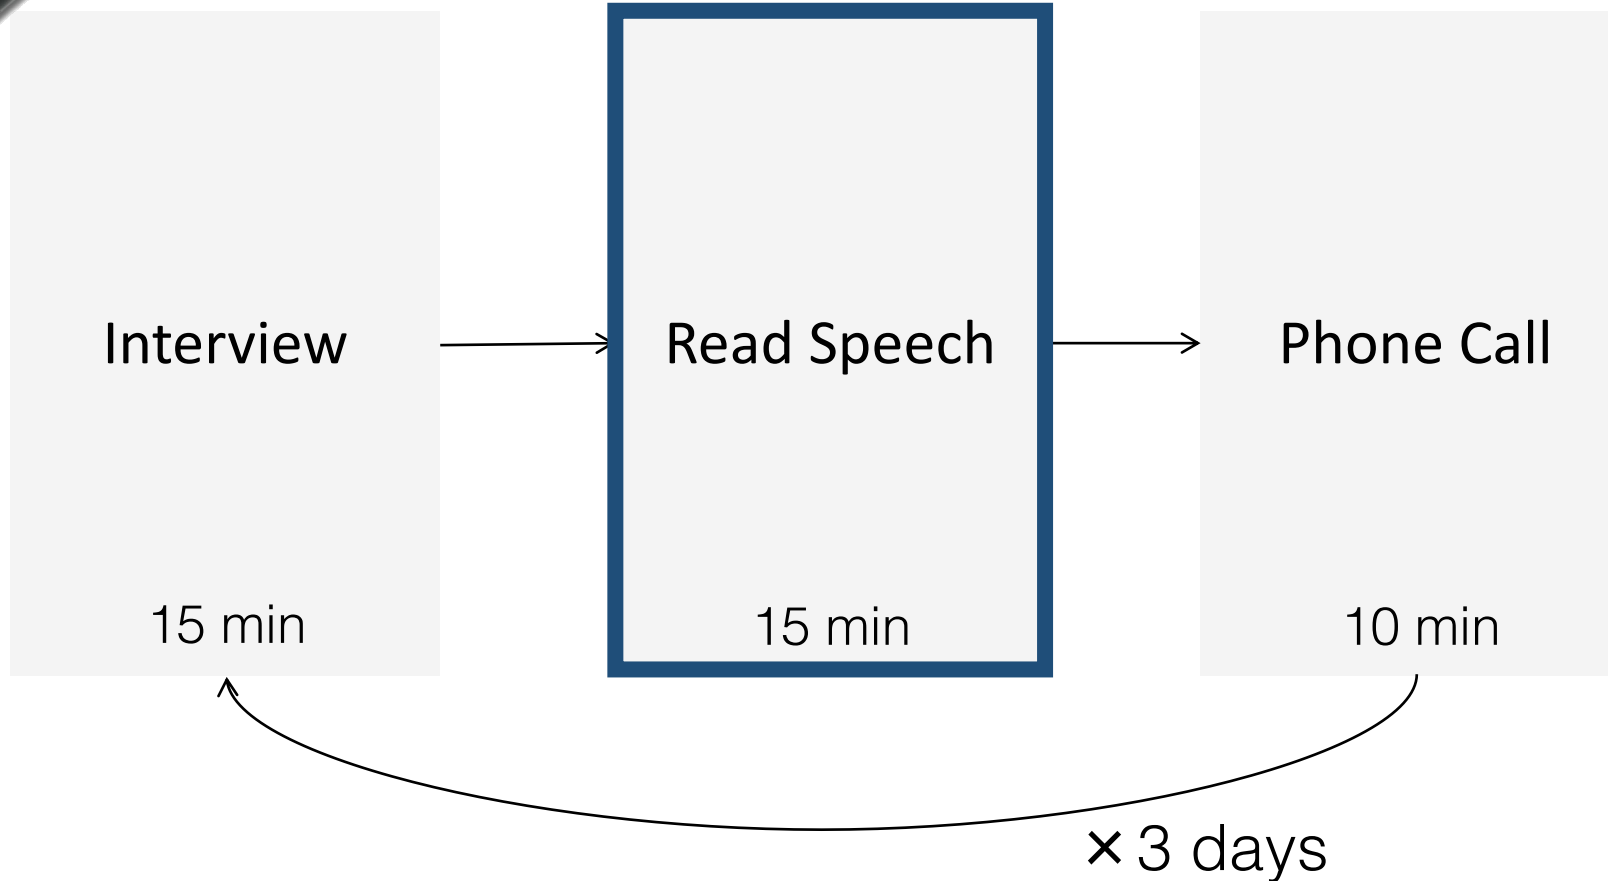 Interview
Read Speech
Phone Call
15 min
15 min
10 min
× 3 days